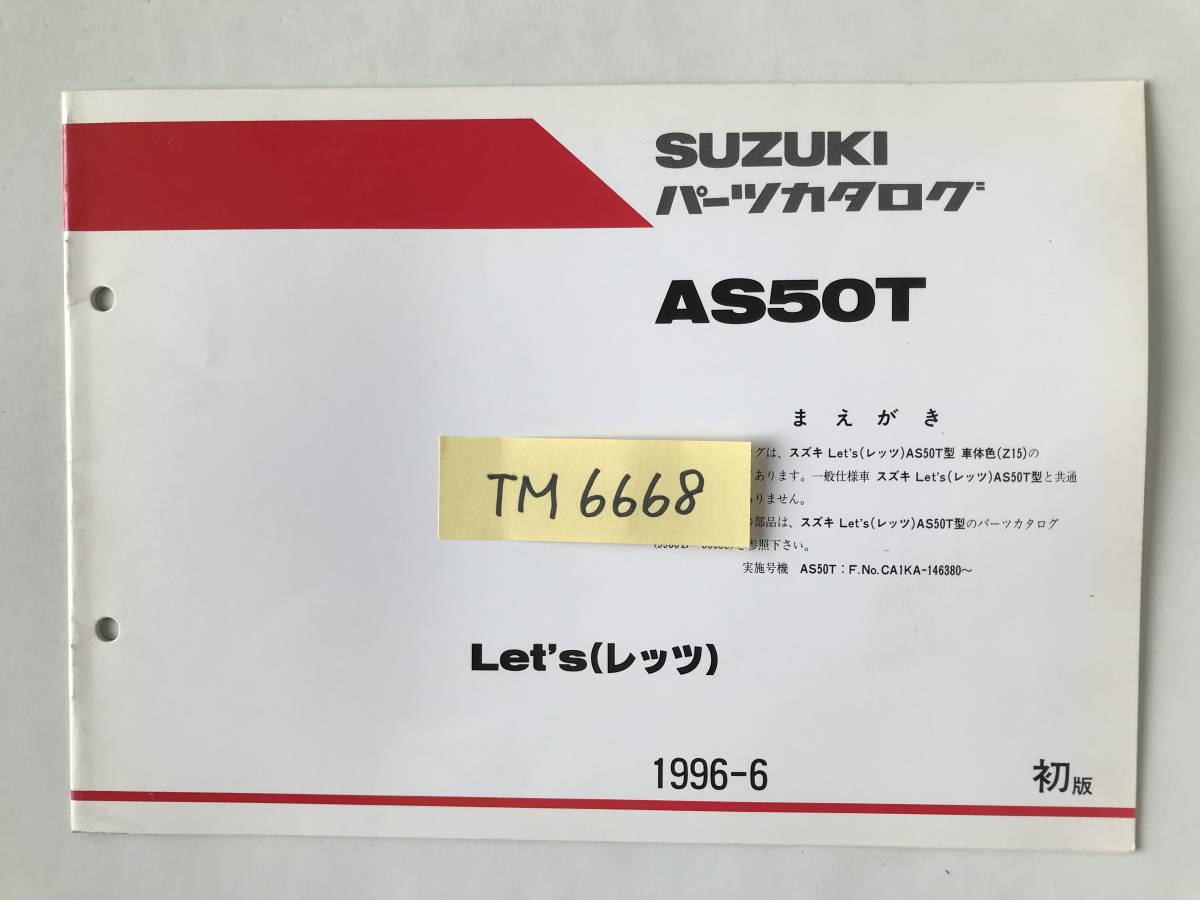 SUZUKI
パーツカタログ
AS50T
まえがき
グは、スズキ Let's(レッツ)AS50T型 車体色(Z15)の
あります。一般仕様車 スズキ Let's(レッツ)AS50T型と共通
ありません。
部品は、スズキ Let's(レッツ)AS50T型のパーツカタログ
参照下さい。
実施号機 AS50T:F.No.CA1KA-146380~
TM6668
Let's(レッツ)
1996-6
初版